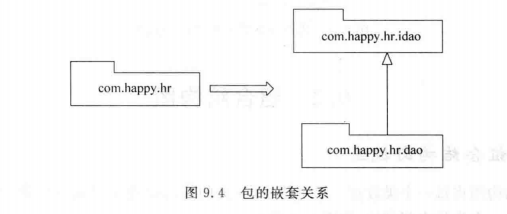 com.happy.hr.idao
com.happy.hr
com.happy.hr.dao
图 9.4 包的嵌套关系